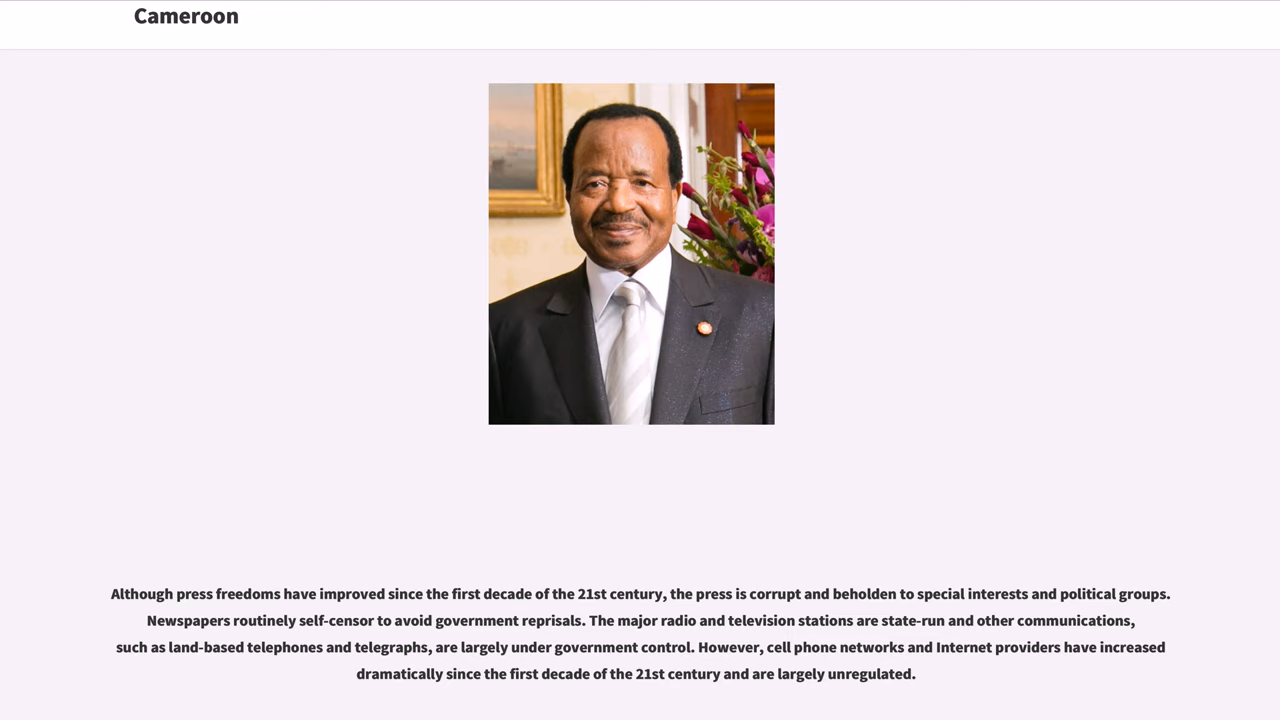 Cameroon
Although press freedoms have improved since the first decade of the 21st century, the press is corrupt and beholden to special interests and political groups.
Newspapers routinely self-censor to avoid government reprisals. The major radio and television stations are state-run and other communications,
such as land-based telephones and telegraphs, are largely under government control. However, cell phone networks and Internet providers have increased
dramatically since the first decade of the 21st century and are largely unregulated.